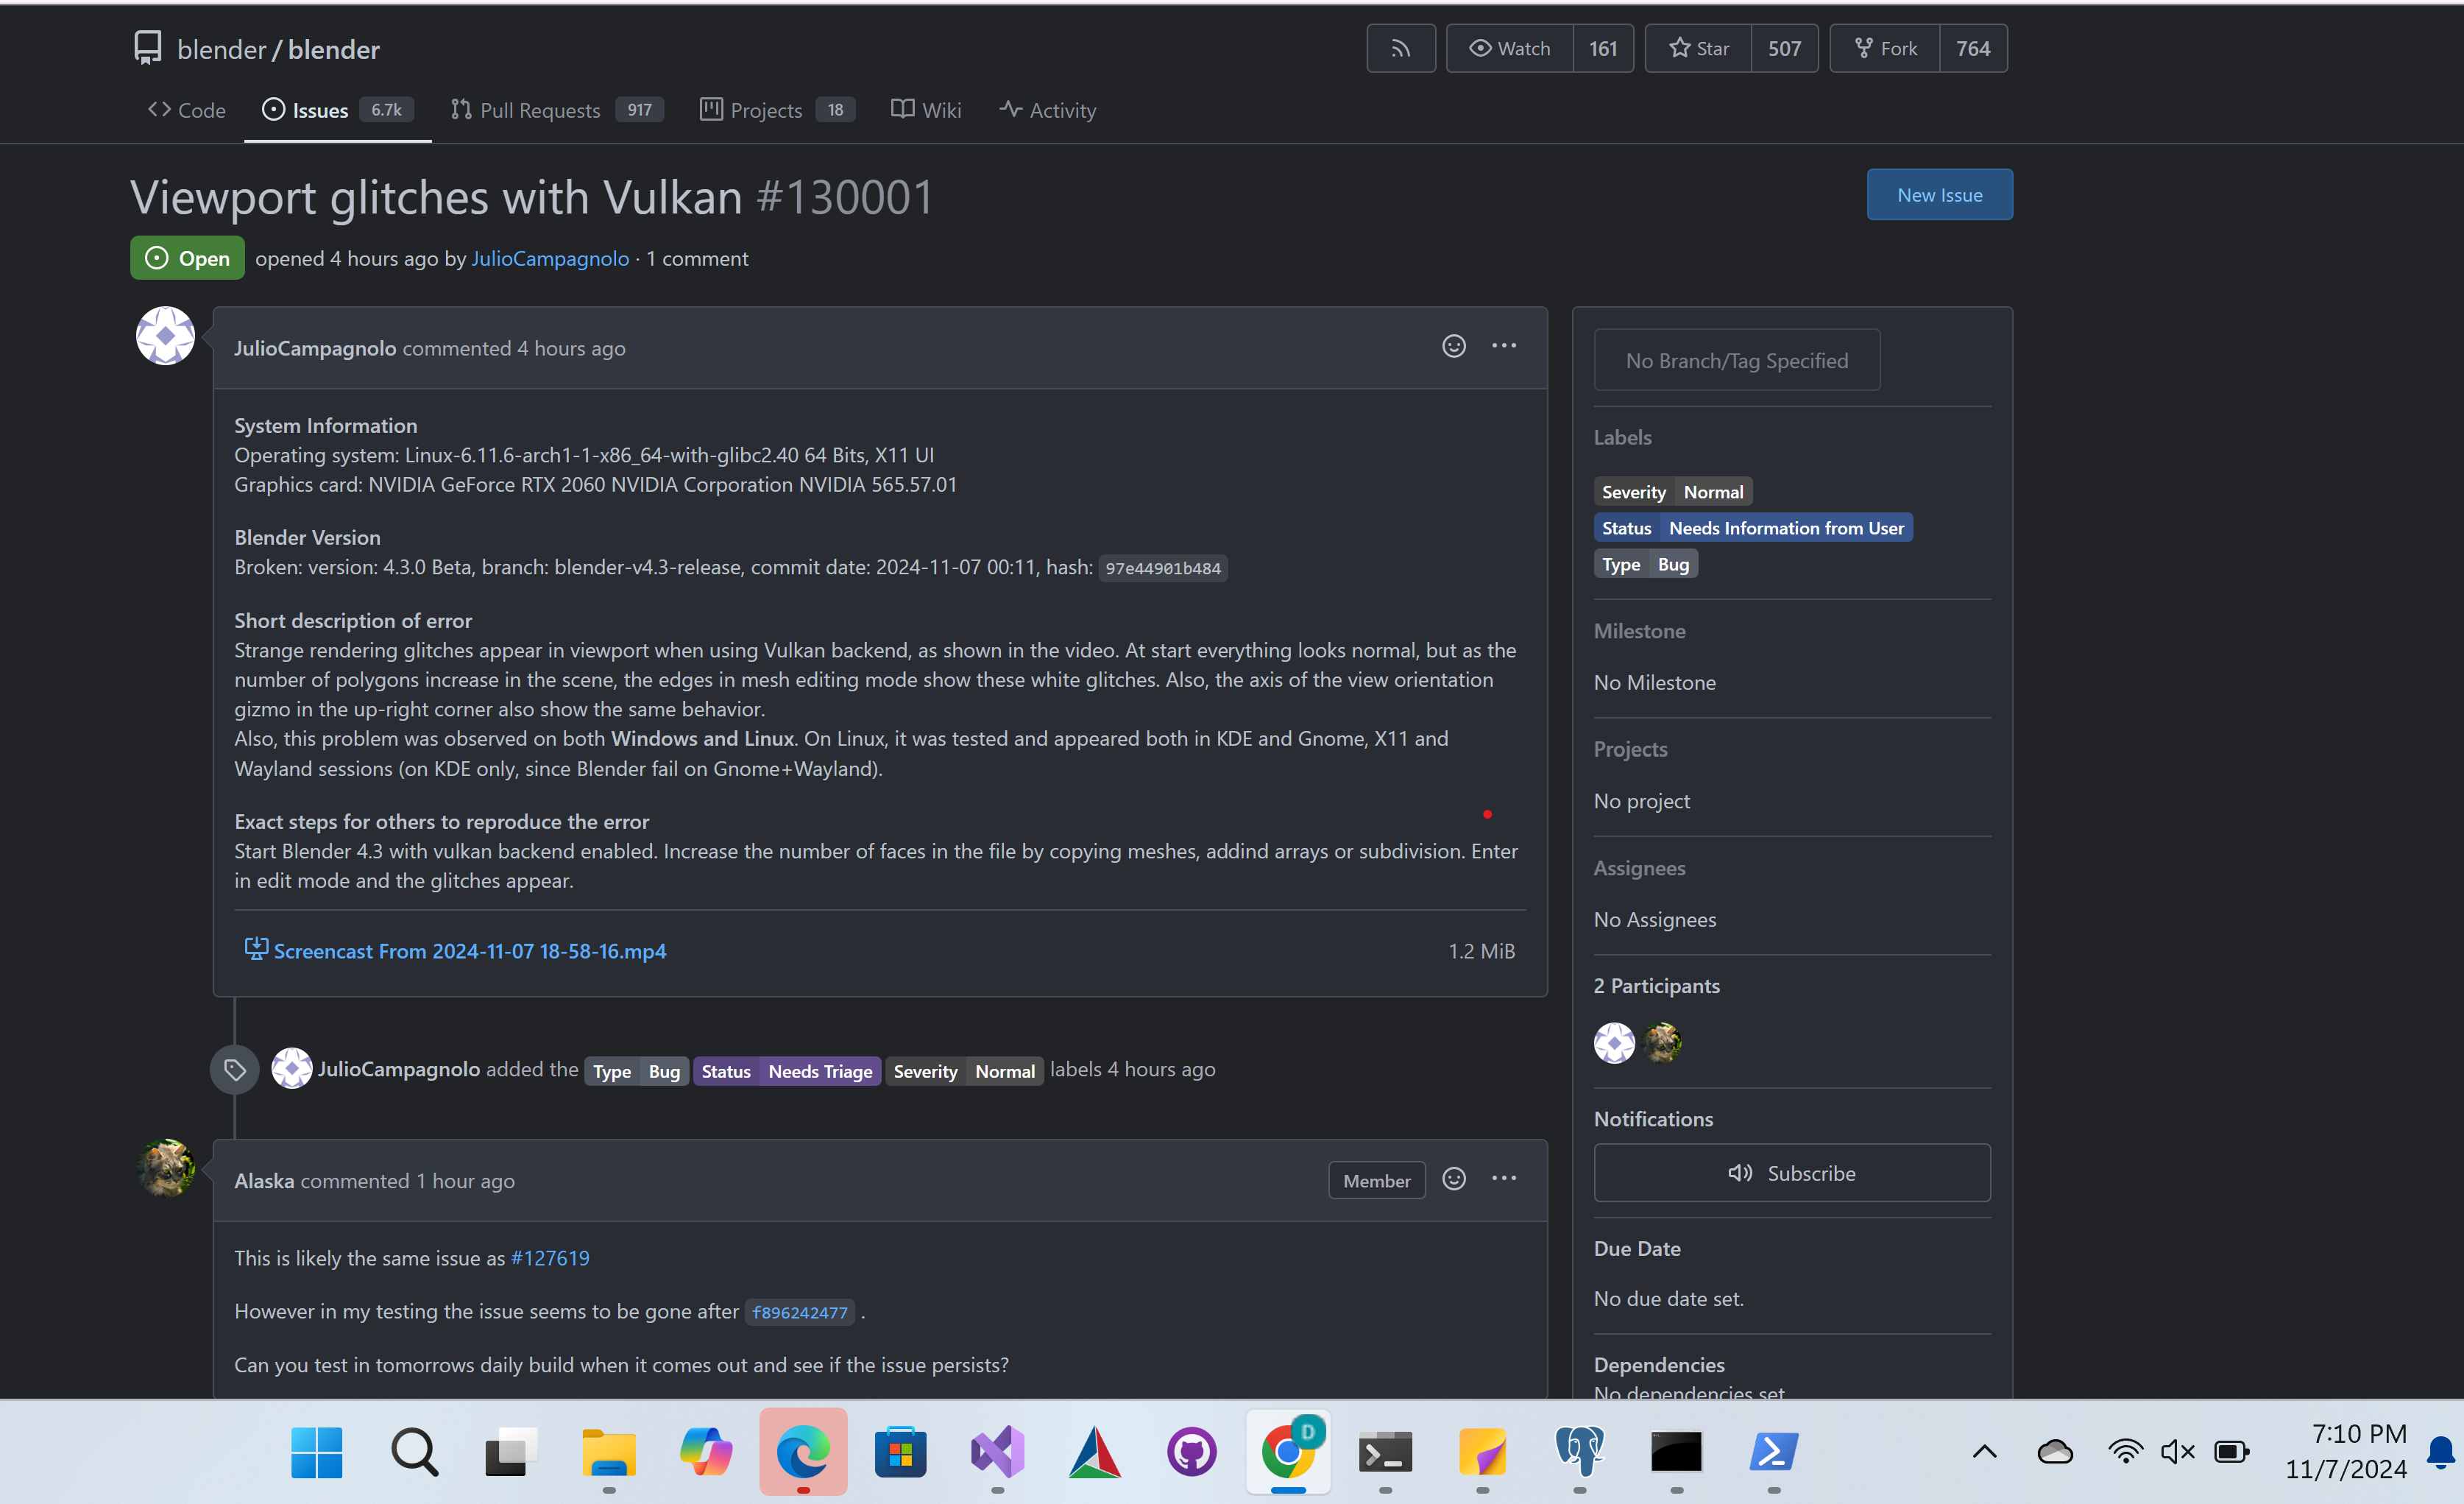 blender / blender
Watch 161
Star 507
Fork 764
Code
Issues 6.7k
Pull Requests 917
Projects 18
Wiki
Activity
Viewport glitches with Vulkan #130001
New Issue
Open opened 4 hours ago by JulioCampagnolo · 1 comment
JulioCampagnolo commented 4 hours ago
System Information
Operating system: Linux-6.11.6-arch1-1-x86_64-with-glibc2.40 64 Bits, X11 UI
Graphics card: NVIDIA GeForce RTX 2060 NVIDIA Corporation NVIDIA 565.57.01
Blender Version
Broken: version: 4.3.0 Beta, branch: blender-v4.3-release, commit date: 2024-11-07 00:11, hash: 97e44901b484
Short description of error
Strange rendering glitches appear in viewport when using Vulkan backend, as shown in the video. At start everything looks normal, but as the
number of polygons increase in the scene, the edges in mesh editing mode show these white glitches. Also, the axis of the view orientation
gizmo in the up-right corner also show the same behavior.
Also, this problem was observed on both Windows and Linux. On Linux, it was tested and appeared both in KDE and Gnome, X11 and
Wayland sessions (on KDE only, since Blender fail on Gnome+Wayland).
Exact steps for others to reproduce the error
Start Blender 4.3 with vulkan backend enabled. Increase the number of faces in the file by copying meshes, addind arrays or subdivision. Enter
in edit mode and the glitches appear.
Screencast From 2024-11-07 18-58-16.mp4
1.2 MiB
JulioCampagnolo added the Type Bug Status Needs Triage Severity Normal labels 4 hours ago
Alaska commented 1 hour ago
Member
This is likely the same issue as #127619
However in my testing the issue seems to be gone after f896242477 .
Can you test in tomorrows daily build when it comes out and see if the issue persists?
No Branch/Tag Specified
Labels
Severity Normal
Status Needs Information from User
Type Bug
Milestone
No Milestone
Projects
No project
Assignees
No Assignees
2 Participants
Notifications
Subscribe
Due Date
No due date set.
Dependencies
No dependencies set
D
7:10 PM
11/7/2024